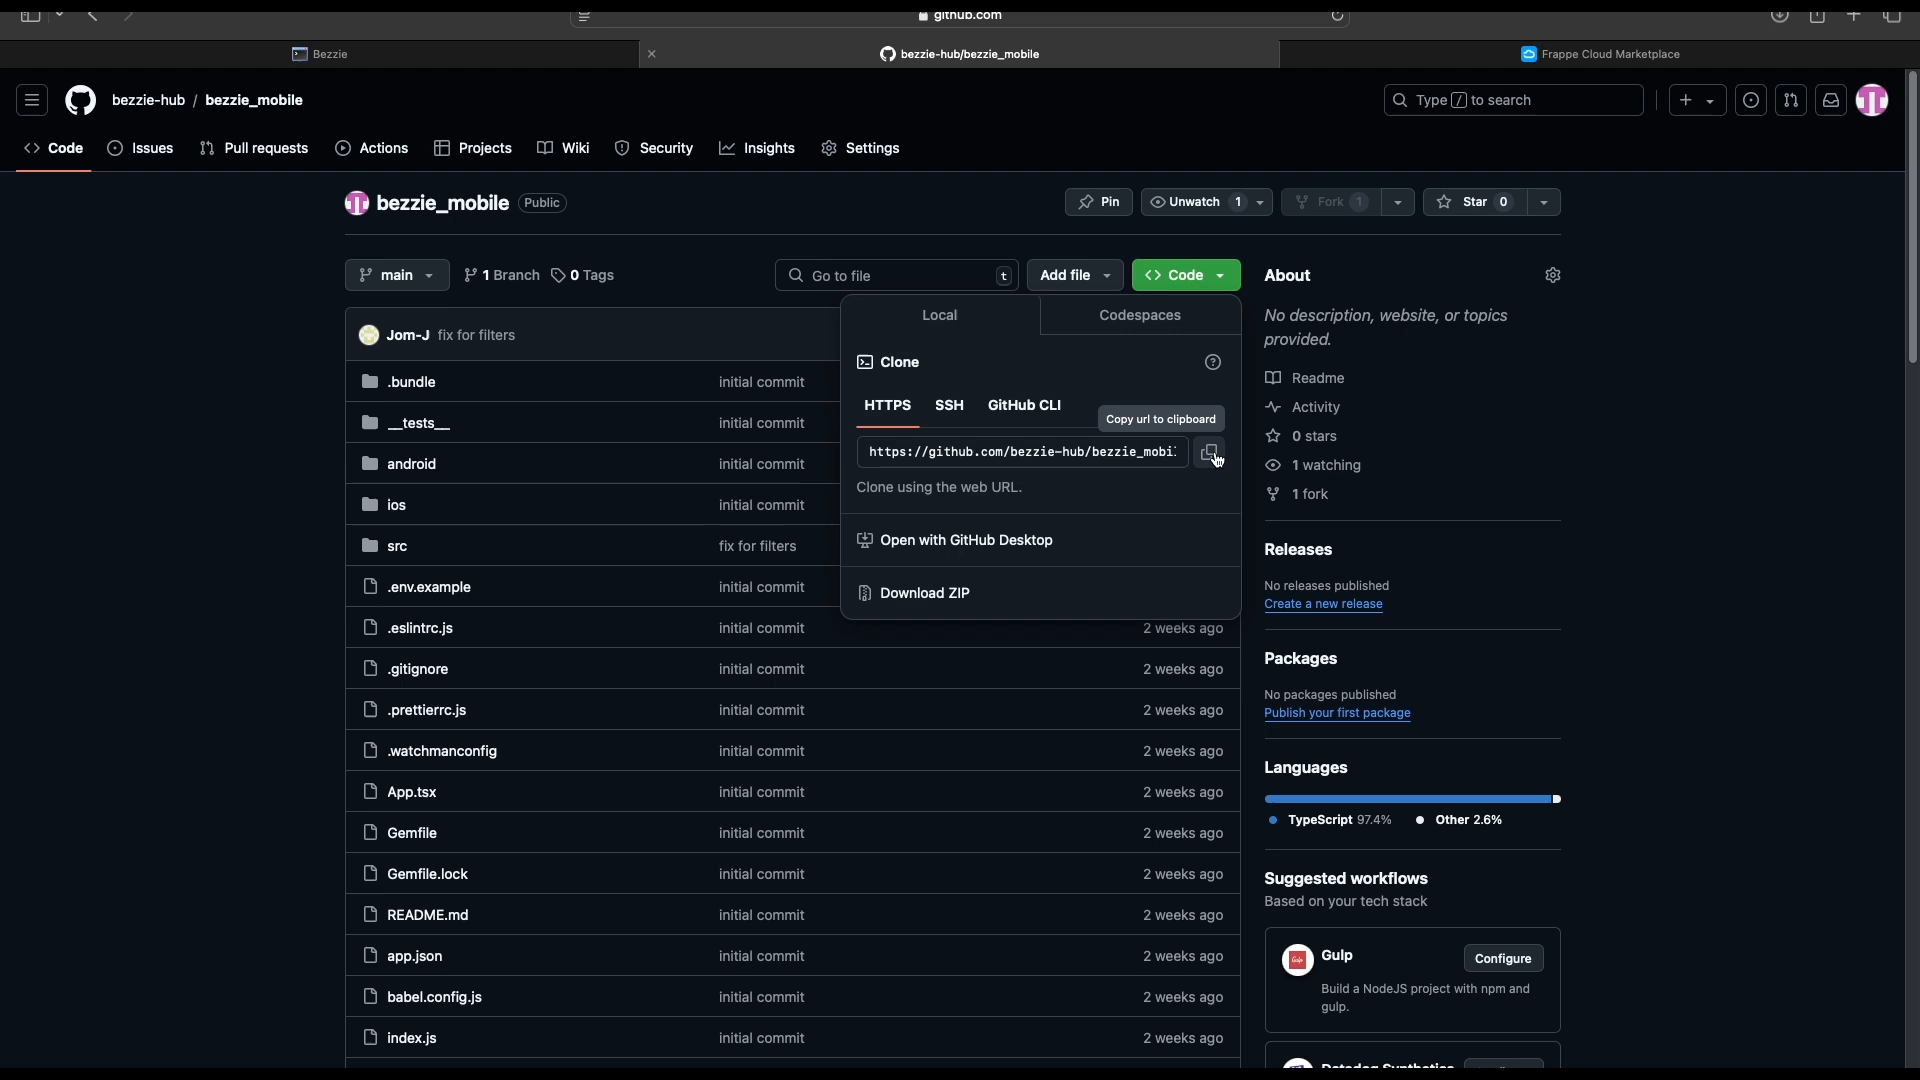 github.com
Bezzie
bezzie-hub/bezzie_mobile
Frappe Cloud Marketplace
bezzie-hub / bezzie_mobile
Type / to search
Code
Issues
Pull requests
Actions
Projects
Wiki
Security
Insights
Settings
bezzie_mobile Public
Pin
Unwatch 1
Fork 1
Star 0
main
1 Branch
0 Tags
Go to file
t
Add file
Code
Local
Codespaces
Clone
HTTPS
SSH
GitHub CLI
Copy url to clipboard
https://github.com/bezzie-hub/bezzie_mobi
Clone using the web URL.
Open with GitHub Desktop
Download ZIP
Jom-J fix for filters
.bundle initial commit
__tests__ initial commit
android initial commit
ios initial commit
src fix for filters
.env.example initial commit
.eslintrc.js initial commit 2 weeks ago
.gitignore initial commit 2 weeks ago
.prettierrc.js initial commit 2 weeks ago
.watchmanconfig initial commit 2 weeks ago
App.tsx initial commit 2 weeks ago
Gemfile initial commit 2 weeks ago
Gemfile.lock initial commit 2 weeks ago
README.md initial commit 2 weeks ago
app.json initial commit 2 weeks ago
babel.config.js initial commit 2 weeks ago
index.js initial commit 2 weeks ago
About
No description, website, or topics
provided.
Readme
Activity
0 stars
1 watching
1 fork
Releases
No releases published
Create a new release
Packages
No packages published
Publish your first package
Languages
TypeScript 97.4%
Other 2.6%
Suggested workflows
Based on your tech stack
Gulp
Configure
Build a NodeJS project with npm and
gulp.
Datadog Synthetics